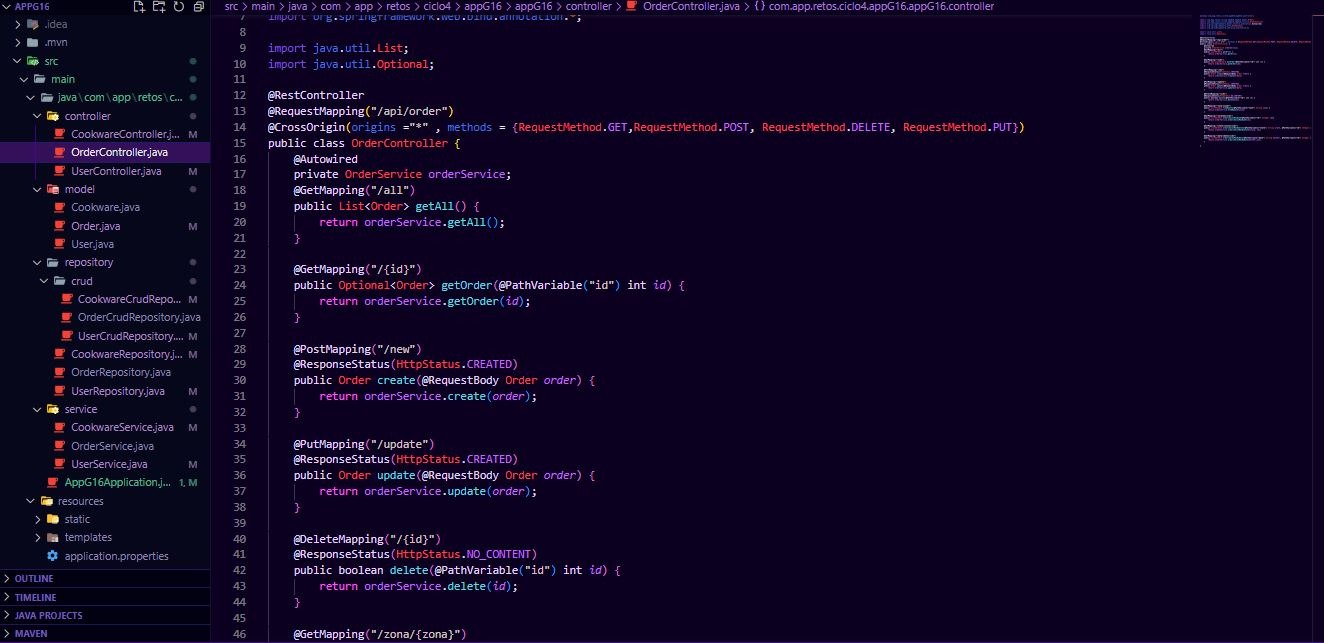 APPG16
.idea
.mvn
src
main
java\com\app\retos\c...
controller
CookwareController.j... M
OrderController.java
UserController.java M
model
Cookware.java
Order.java M
User.java
repository
crud
CookwareCrudRepo... M
OrderCrudRepository.java
UserCrudRepository.... M
CookwareRepository.j... M
OrderRepository.java
UserRepository.java M
service
CookwareService.java M
OrderService.java
UserService.java M
AppG16Application.j... 1, M
resources
static
templates
application.properties
OUTLINE
TIMELINE
JAVA PROJECTS
MAVEN
src > main > java > com > app > retos > ciclo4 > appG16 > appG16 > controller > OrderController.java > {} com.app.retos.ciclo4.appG16.appG16.controller
7 import org.springframework.web.bind.annotation.*;
8
9 import java.util.List;
10 import java.util.Optional;
11
12 @RestController
13 @RequestMapping("/api/order")
14 @CrossOrigin(origins ="*" , methods = {RequestMethod.GET,RequestMethod.POST, RequestMethod.DELETE, RequestMethod.PUT})
15 public class OrderController {
16 @Autowired
17 private OrderService orderService;
18 @GetMapping("/all")
19 public List<Order> getAll() {
20 return orderService.getAll();
21 }
22
23 @GetMapping("/{id}")
24 public Optional<Order> getOrder(@PathVariable("id") int id) {
25 return orderService.getOrder(id);
26 }
27
28 @PostMapping("/new")
29 @ResponseStatus(HttpStatus.CREATED)
30 public Order create(@RequestBody Order order) {
31 return orderService.create(order);
32 }
33
34 @PutMapping("/update")
35 @ResponseStatus(HttpStatus.CREATED)
36 public Order update(@RequestBody Order order) {
37 return orderService.update(order);
38 }
39
40 @DeleteMapping("/{id}")
41 @ResponseStatus(HttpStatus.NO_CONTENT)
42 public boolean delete(@PathVariable("id") int id) {
43 return orderService.delete(id);
44 }
45
46 @GetMapping("/zona/{zona}")